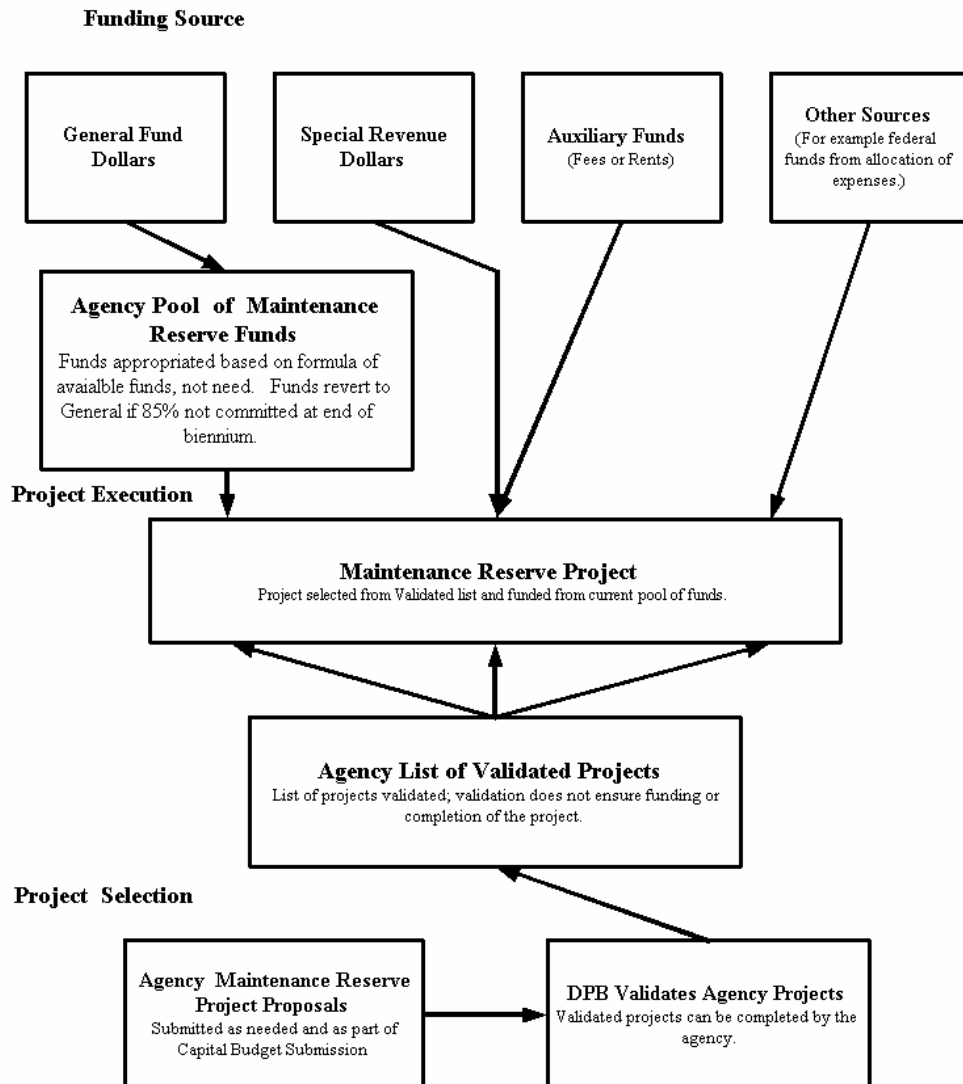 Funding Source
General Fund
Dollars
Special Revenue
Dollars
Auxiliary Funds
(Fees or Rents)
Other Sources
(For example federal
funds from allocation of
expenses.)
Agency Pool of Maintenance
Reserve Funds
Funds appropriated based on formula of
avaialble funds, not need. Funds revert to
General if 85% not committed at end of
biennium.
Project Execution
Maintenance Reserve Project
Project selected from Validated list and funded from current pool of funds.
Agency List of Validated Projects
List of projects validated; validation does not ensure funding or
completion of the project.
Project Selection
Agency Maintenance Reserve
Project Proposals
Submitted as needed and as part of
Capital Budget Submission
DPB Validates Agency Projects
Validated projects can be completed by the
agency.